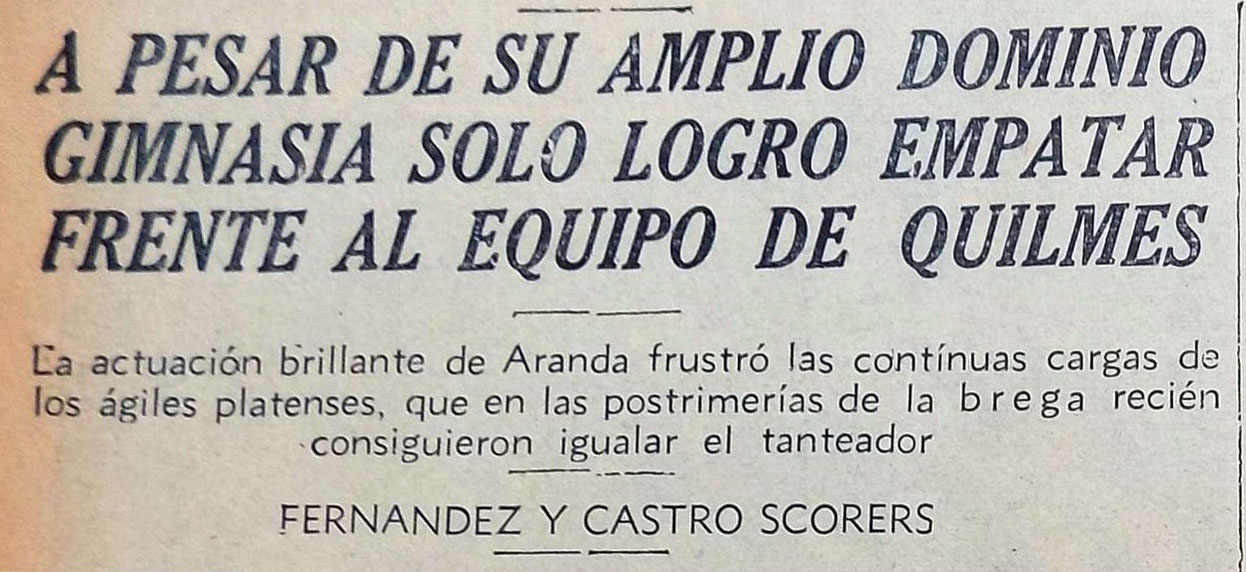 A PESAR DE SU AMPLIO DOMINIO
GIMNASIA SOLO LOGRO EMPATAR
FRENTE AL EQUIPO DE QUILMES
La actuación brillante de Aranda frustró las contínuas cargas de
los ágiles platenses, que en las postrimerías de la brega recién
consiguieron igualar el tanteador
FERNANDEZ Y CASTRO SCORERS